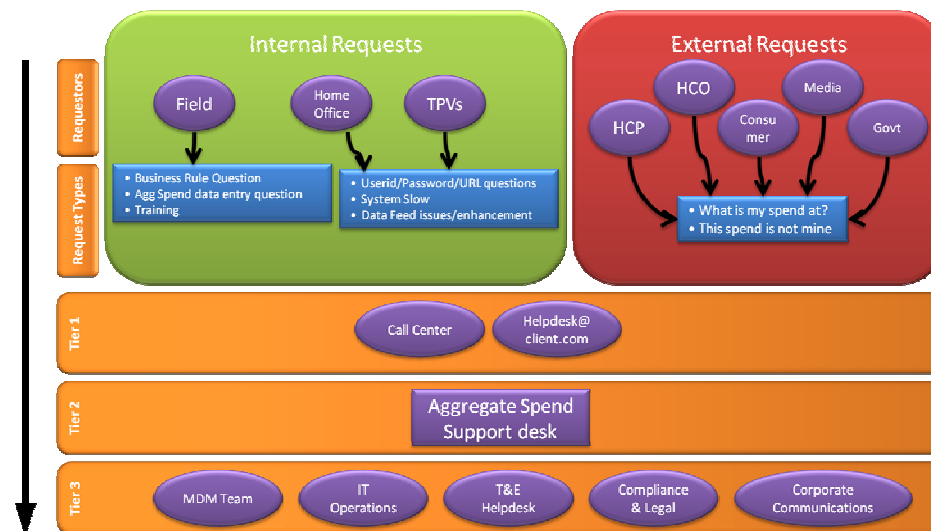 Internal Requests
External Requests
Requestors
Field
Home
Office
TPVs
HCP
HCO
Consu
mer
Media
Govt
Request Types
• Business Rule Question
• Agg Spend data entry question
• Training
• Userid/Password/URL questions
• System Slow
• Data Feed issues/enhancement
• What is my spend at?
• This spend is not mine
Tier 1
Call Center
Helpdesk@
client.com
Tier 2
Aggregate Spend
Support desk
Tier 3
MDM Team
IT
Operations
T&E
Helpdesk
Compliance
& Legal
Corporate
Communications